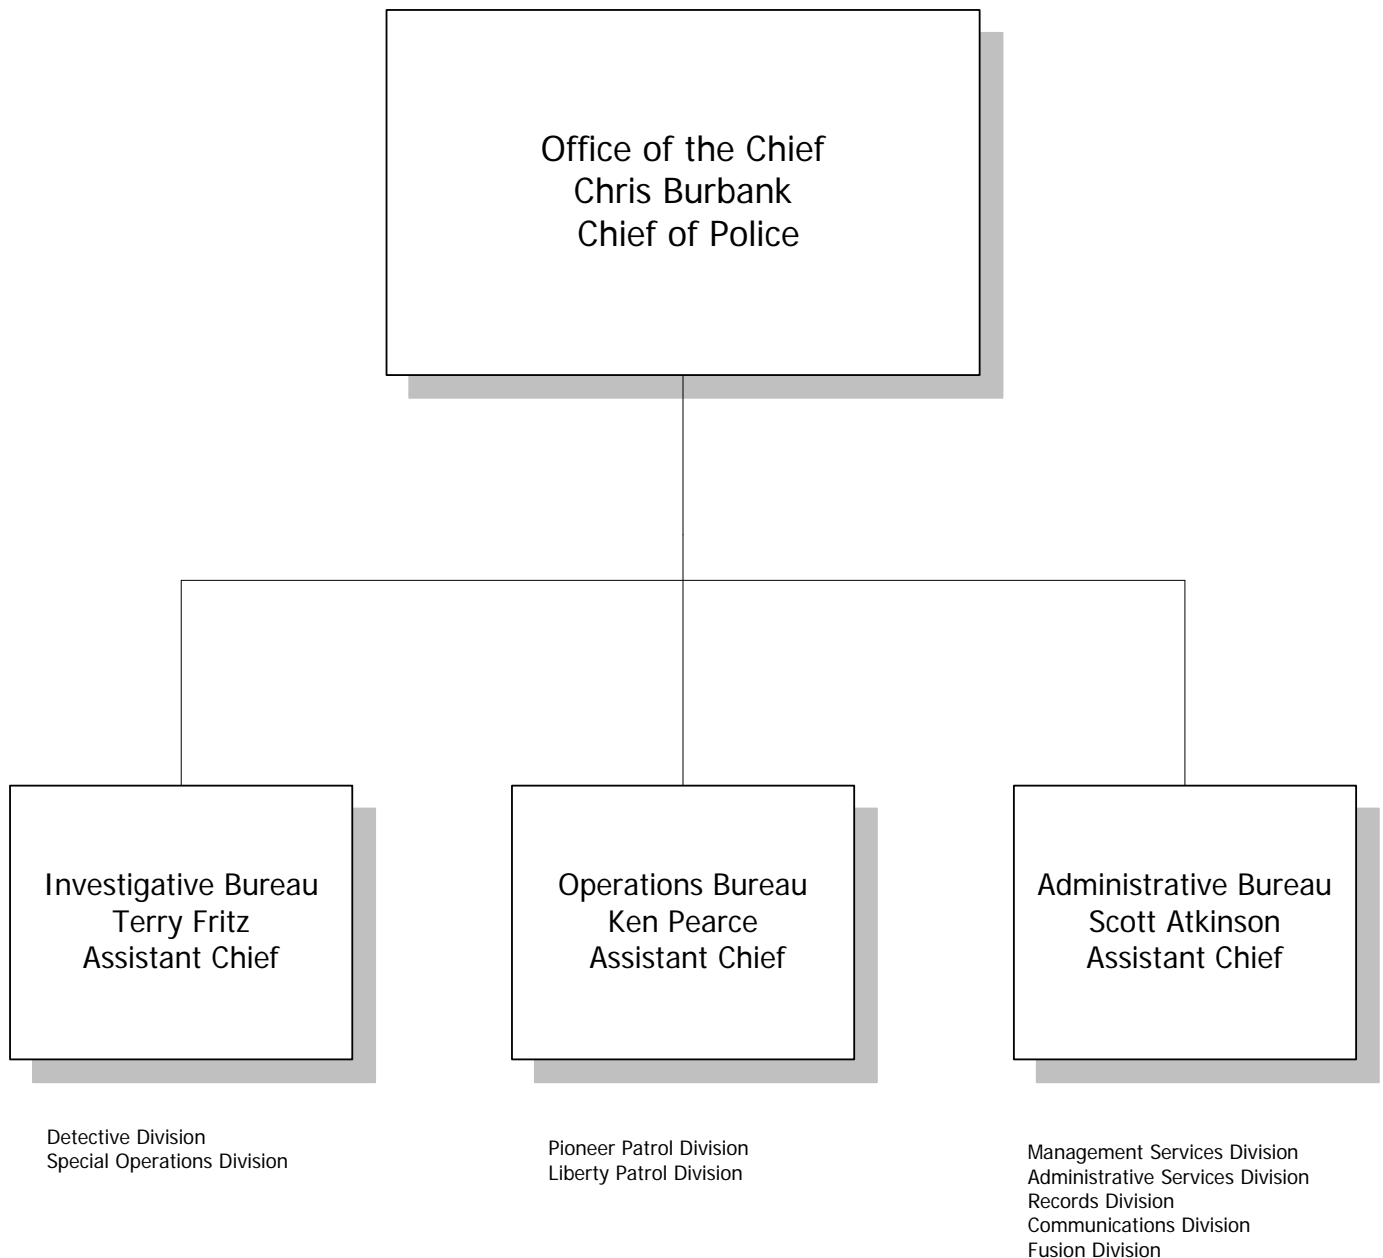 Office of the Chief
Chris Burbank
Chief of Police
Investigative Bureau
Terry Fritz
Assistant Chief
Operations Bureau
Ken Pearce
Assistant Chief
Administrative Bureau
Scott Atkinson
Assistant Chief
Detective Division
Special Operations Division
Pioneer Patrol Division
Liberty Patrol Division
Management Services Division
Administrative Services Division
Records Division
Communications Division
Fusion Division